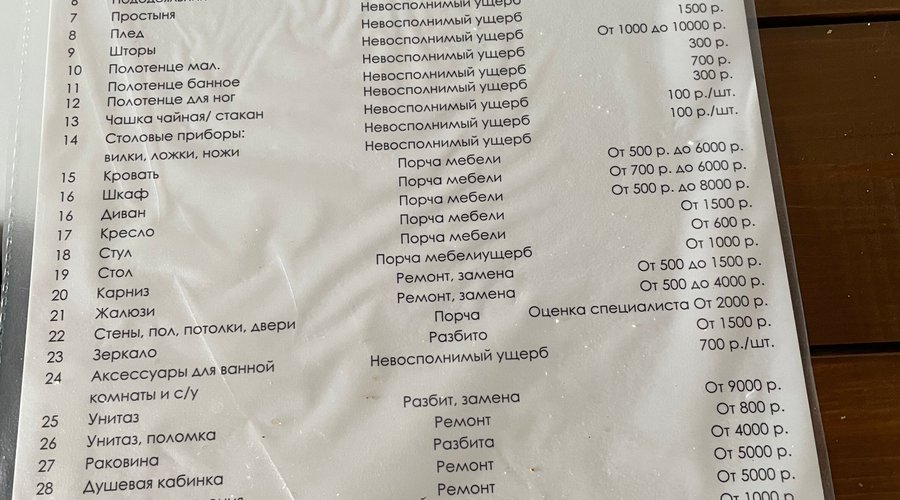 6 Пододеяльник
7 Простыня Невосполнимый ущерб
8 Плед Невосполнимый ущерб 1500 р.
9 Шторы Невосполнимый ущерб От 1000 до 10000 р.
10 Полотенце мал. Невосполнимый ущерб 300 р.
11 Полотенце банное Невосполнимый ущерб 700 р.
12 Полотенце для ног Невосполнимый ущерб 300 р.
13 Чашка чайная/ стакан Невосполнимый ущерб 100 р./шт.
14 Столовые приборы: Невосполнимый ущерб 100 р./шт.
вилки, ложки, ножи
15 Кровать Порча мебели От 500 р. до 6000 р.
16 Шкаф Порча мебели От 700 р. до 6000 р.
16 Диван Порча мебели От 500 р. до 8000 р.
17 Кресло Порча мебели От 1500 р.
18 Стул Порча мебели От 600 р.
19 Стол Порча мебелиущерб От 1000 р.
20 Карниз Ремонт, замена От 500 до 1500 р.
21 Жалюзи Ремонт, замена От 500 до 4000 р.
22 Стены, пол, потолки, двери Порча Оценка специалиста От 2000 р.
23 Зеркало Разбито От 1500 р.
24 Аксессуары для ванной Невосполнимый ущерб 700 р./шт.
комнаты и с/у
25 Унитаз Разбит, замена От 9000 р.
26 Унитаз, поломка Ремонт От 800 р.
27 Раковина Разбита От 4000 р.
28 Душевая кабинка Ремонт От 5000 р.
Ремонт От 5000 р.
От 1000 р.